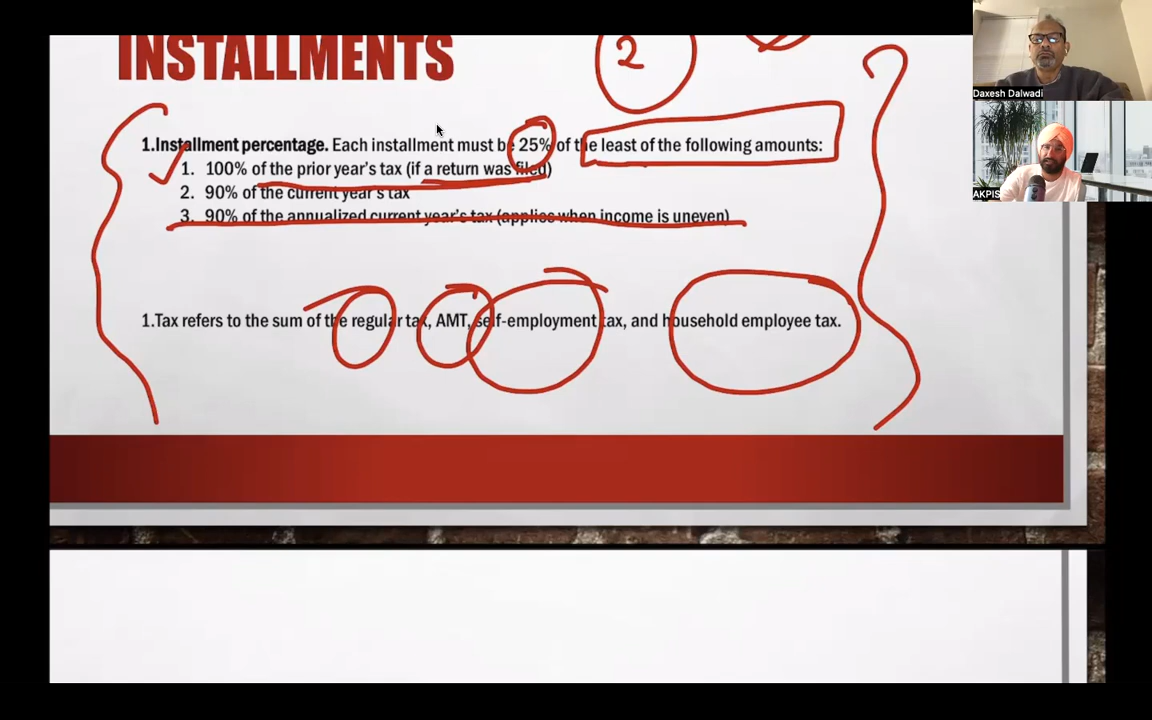 INSTALLMENTS
2
1.Installment percentage. Each installment must be 25% of the least of the following amounts:
1. 100% of the prior year's tax (if a return was filed)
2. 90% of the current year's tax
3. 90% of the annualized current year's tax (applies when income is uneven)
1.Tax refers to the sum of the regular tax, AMT, self-employment tax, and household employee tax.
Daxesh Dalwadi
AKPIS